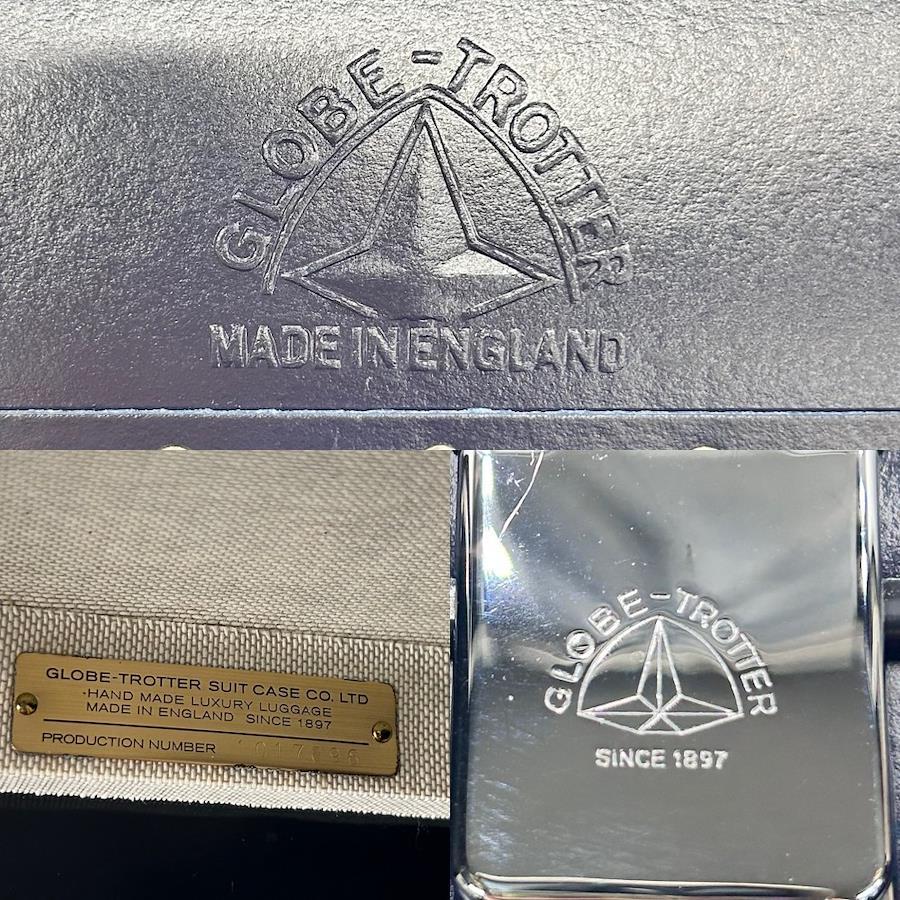 GLOBE-TROTTER
MADE IN ENGLAND
GLOBE-TROTTER SUIT CASE CO. LTD
·HAND MADE LUXURY LUGGAGE
MADE IN ENGLAND SINCE 1897
PRODUCTION NUMBER
GLOBE-TROTTER
SINCE 1897